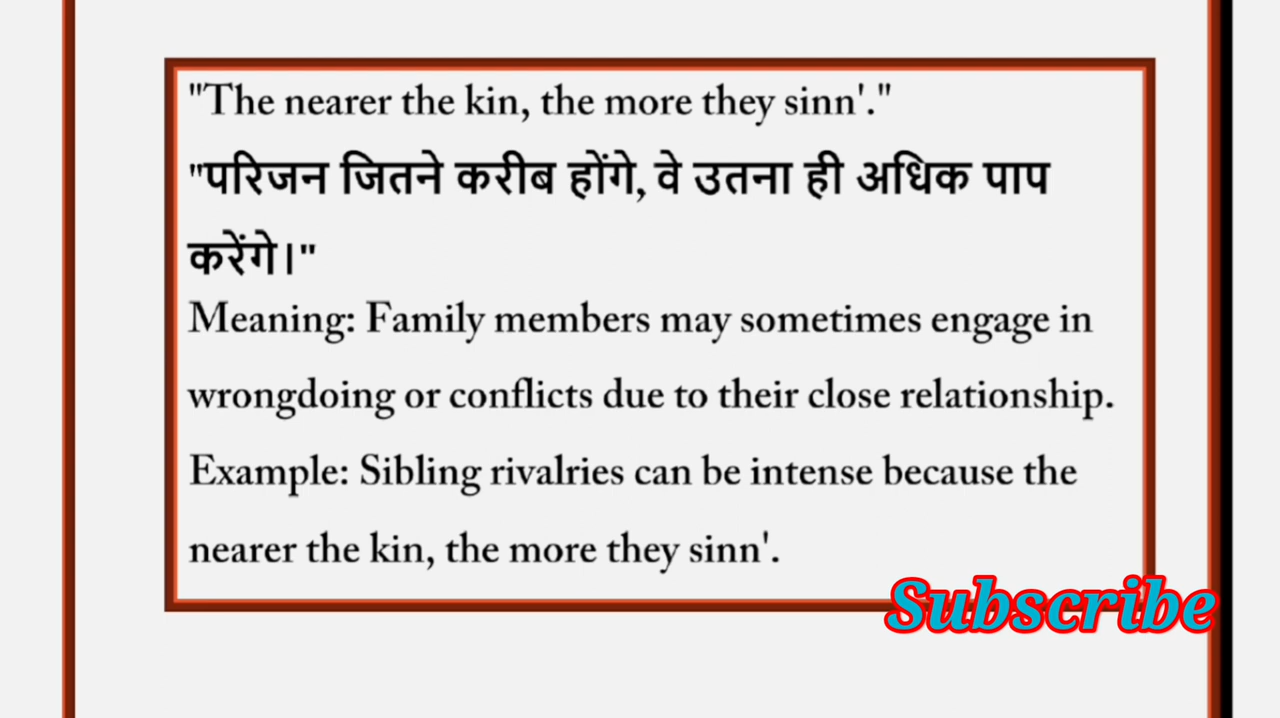 "The nearer the kin, the more they sinn'."
"परिजन जितने करीब होंगे, वे उतना ही अधिक पाप
करेंगे।"
Meaning: Family members may sometimes engage in
wrongdoing or conflicts due to their close relationship.
Example: Sibling rivalries can be intense because the
nearer the kin, the more they sinn'.
Subscribe